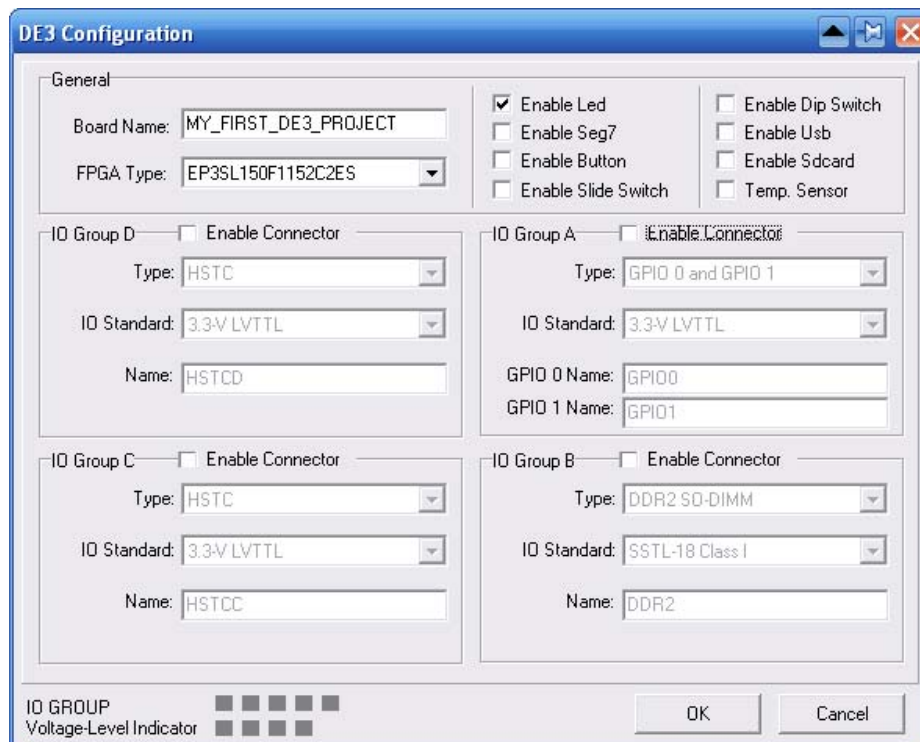 DE3 Configuration
General
Board Name: MY_FIRST_DE3_PROJECT
FPGA Type: EP3SL150F1152C2ES
Enable Led
Enable Seg7
Enable Button
Enable Slide Switch
Enable Dip Switch
Enable Usb
Enable Sdcard
Temp. Sensor
IO Group D Enable Connector
Type: HSTC
IO Standard: 3.3-V LVTTL
Name: HSTCD
IO Group A Enable Connector
Type: GPIO 0 and GPIO 1
IO Standard: 3.3-V LVTTL
GPIO 0 Name: GPIO0
GPIO 1 Name: GPIO1
IO Group C Enable Connector
Type: HSTC
IO Standard: 3.3-V LVTTL
Name: HSTCC
IO Group B Enable Connector
Type: DDR2 SO-DIMM
IO Standard: SSTL-18 Class I
Name: DDR2
IO GROUP
Voltage-Level Indicator
OK
Cancel